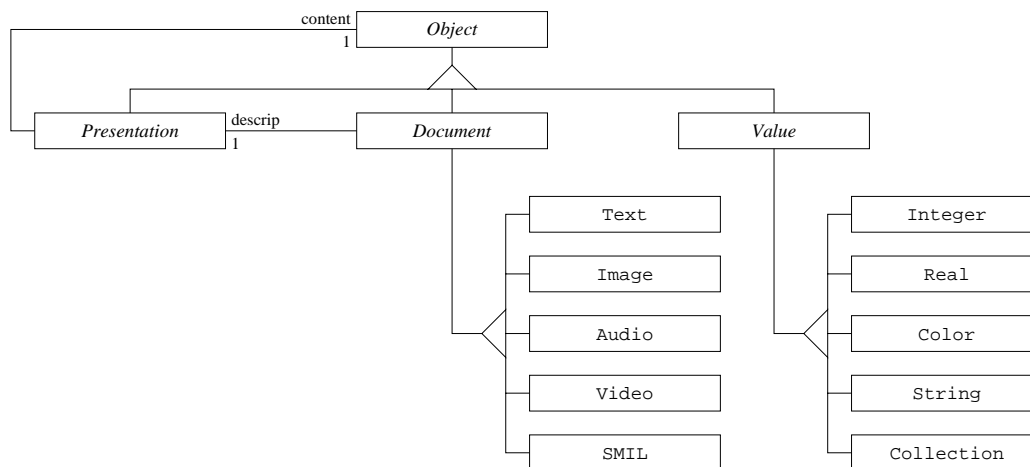 content
Object
1
Presentation
descrip
1
Document
Value
Text
Integer
Image
Real
Audio
Color
Video
String
SMIL
Collection